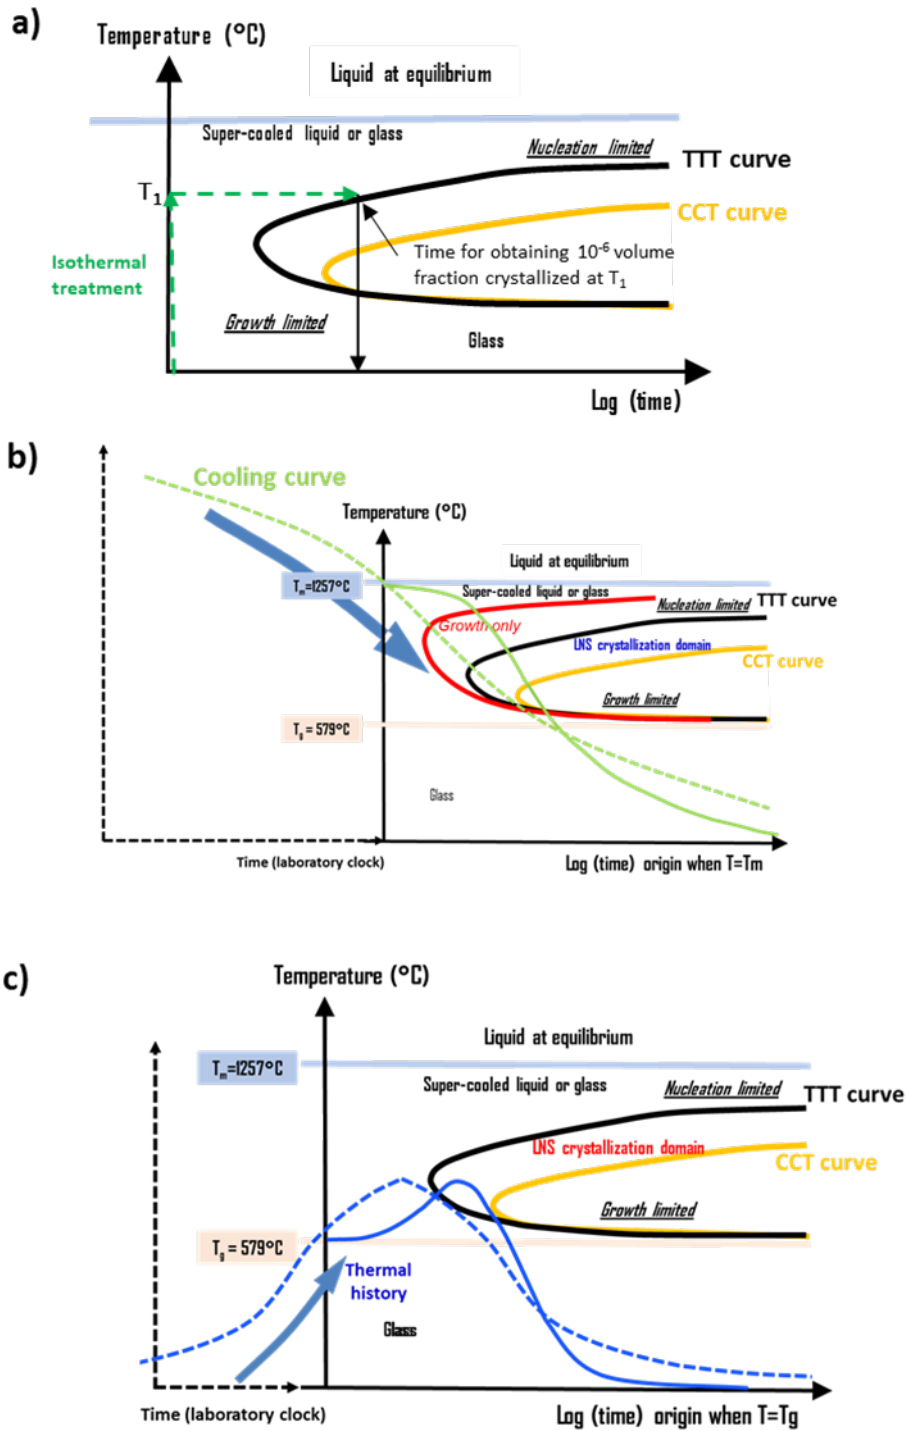 a)
Temperature (°C)
Liquid at equilibrium
Super-cooled liquid or glass
Nucleation limited
TTT curve
T1
CCT curve
Time for obtaining 10-6 volume
fraction crystallized at T1
Isothermal
treatment
Growth limited
Glass
Log (time)
b)
Cooling curve
Temperature (°C)
Liquid at equilibrium
Tm=1257°C
Super-cooled liquid or glass
Nucleation limited
TTT curve
Growth only
LNS crystallization domain
CCT curve
Growth limited
Tg = 579°C
Glass
Time (laboratory clock)
Log (time) origin when T=Tm
c)
Temperature (°C)
Liquid at equilibrium
Tm=1257°C
Super-cooled liquid or glass
Nucleation limited
TTT curve
LNS crystallization domain
CCT curve
Growth limited
Tg = 579°C
Thermal
history
Glass
Time (laboratory clock)
Log (time) origin when T=Tg